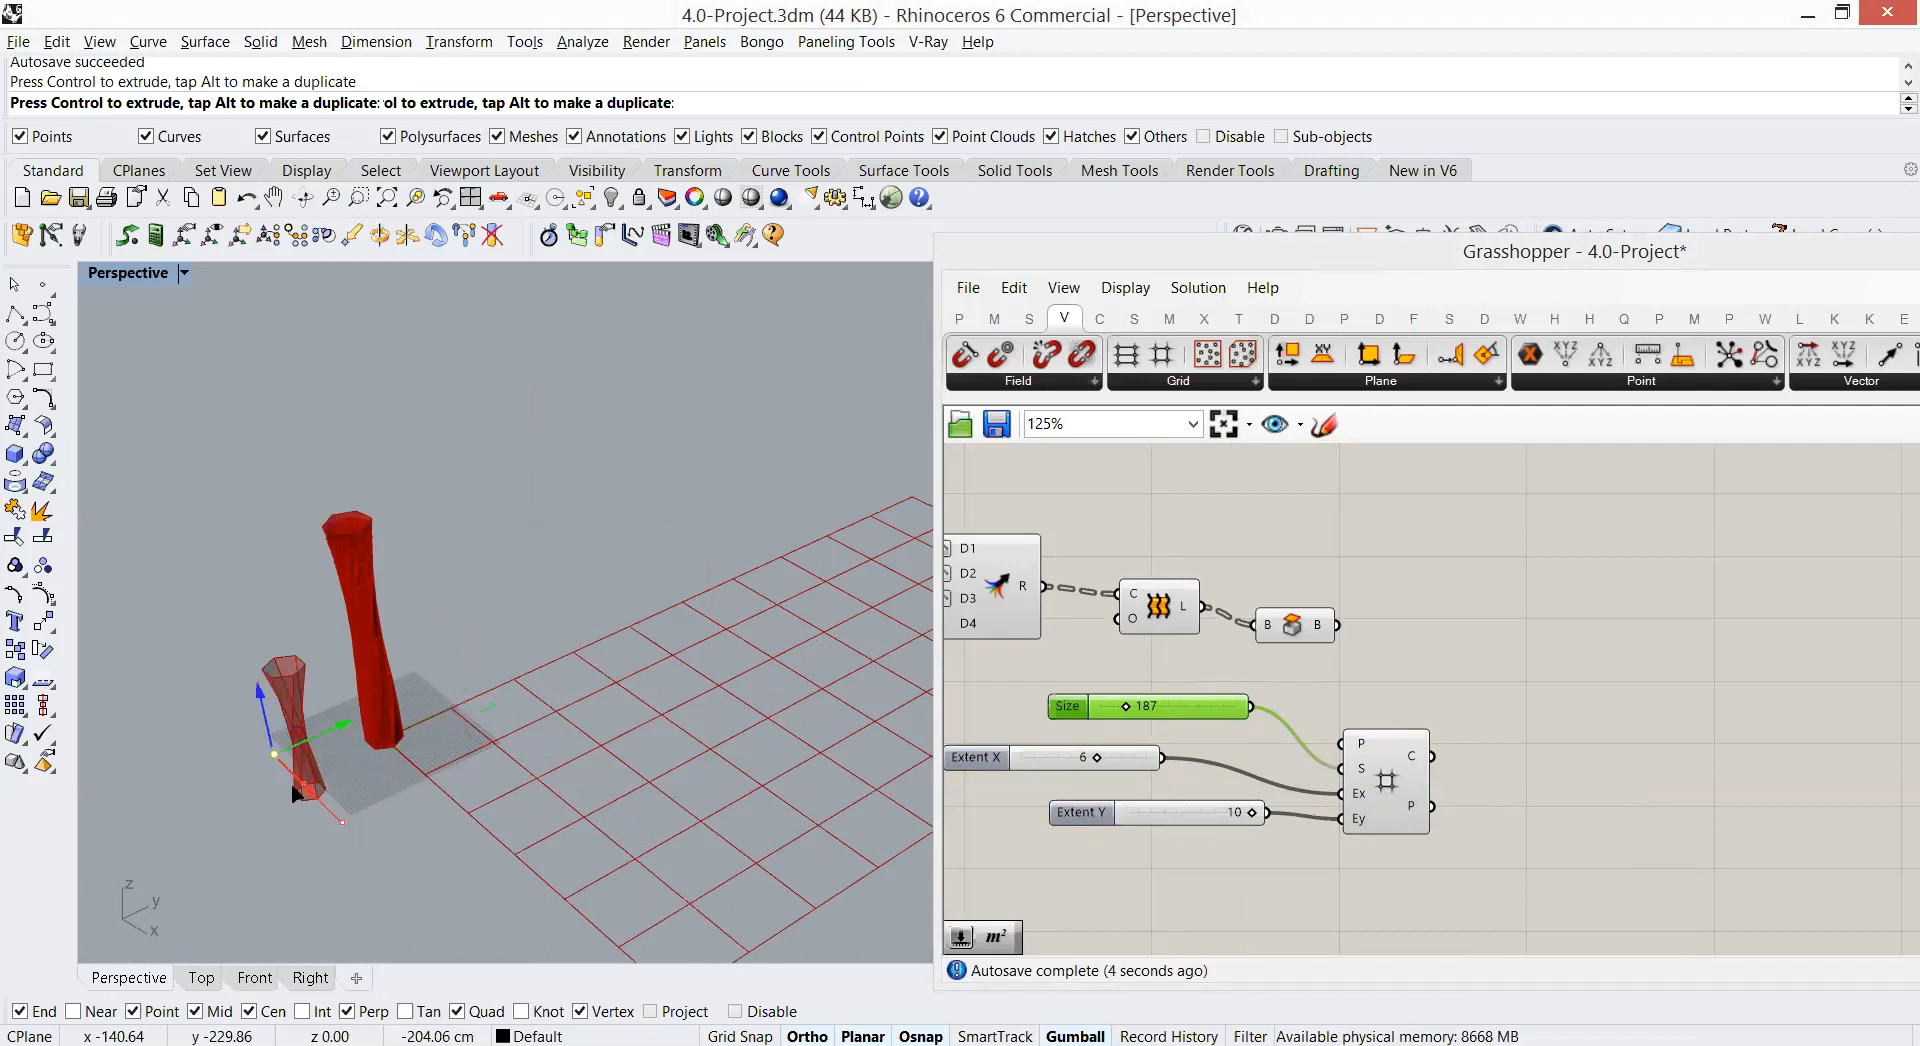 4.0-Project.3dm (44 KB) - Rhinoceros 6 Commercial - [Perspective]
File Edit View Curve Surface Solid Mesh Dimension Transform Tools Analyze Render Panels Bongo Paneling Tools V-Ray Help
Autosave succeeded
Press Control to extrude, tap Alt to make a duplicate
Press Control to extrude, tap Alt to make a duplicate: ol to extrude, tap Alt to make a duplicate:
Points Curves Surfaces Polysurfaces Meshes Annotations Lights Blocks Control Points Point Clouds Hatches Others Disable Sub-objects
Standard CPlanes Set View Display Select Viewport Layout Visibility Transform Curve Tools Surface Tools Solid Tools Mesh Tools Render Tools Drafting New in V6
Perspective
Grasshopper - 4.0-Project*
File Edit View Display Solution Help
P M S V C S M X T D D P D F S D W H H Q P M P W L K K E
XY XYZ XYZ XYZ XYZ
Field Grid Plane Point Vector
125%
D1
D2 R
D3
D4
C L
O
B B
Size 187
Extent X 6
Extent Y 10
P C
S
Ex P
Ey
z
y
x
m²
Autosave complete (4 seconds ago)
Perspective Top Front Right
End Near Point Mid Cen Int Perp Tan Quad Knot Vertex Project Disable
CPlane x -140.64 y -229.86 z 0.00 -204.06 cm Default Grid Snap Ortho Planar Osnap SmartTrack Gumball Record History Filter Available physical memory: 8668 MB